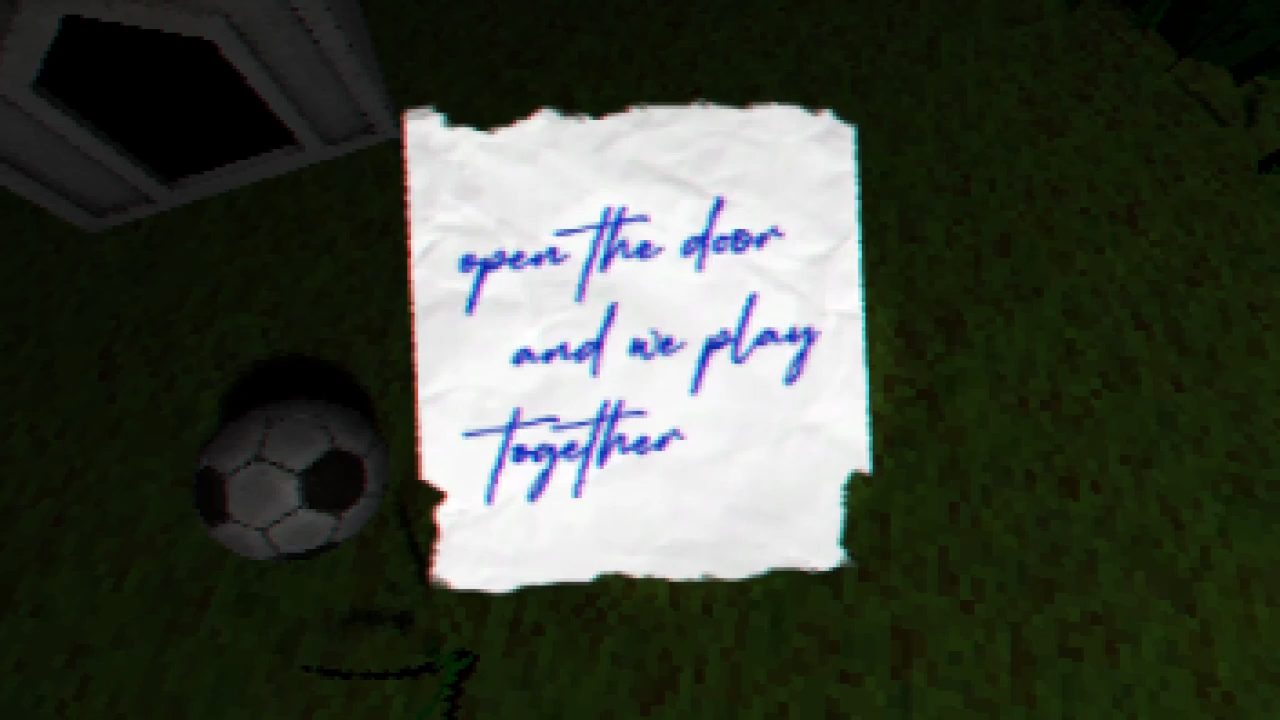 open the door
and we play
together